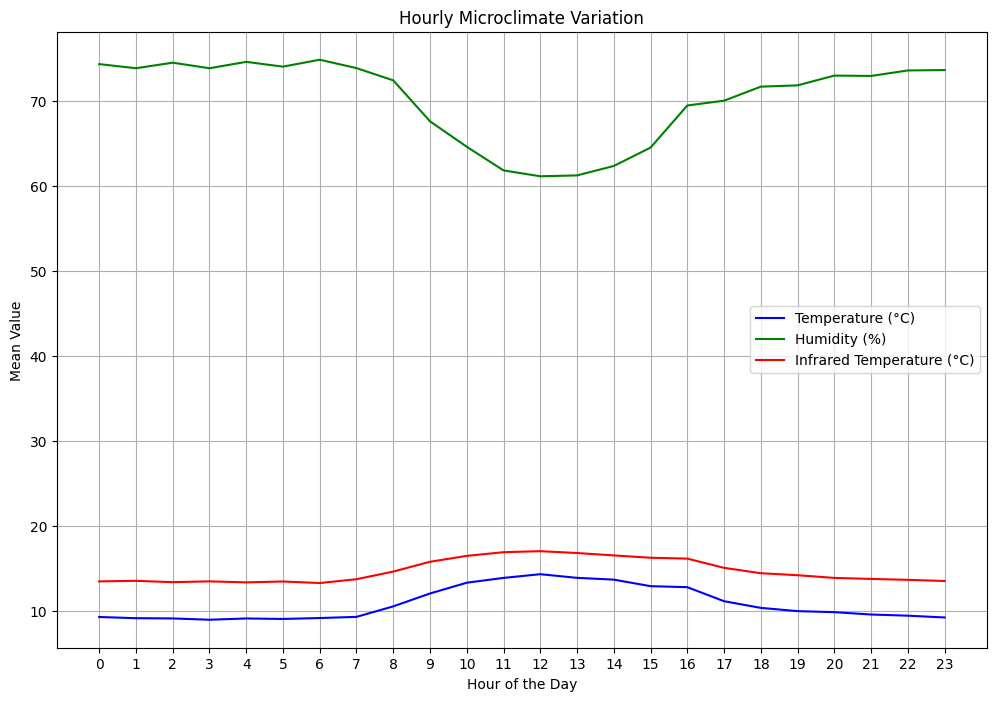 Hourly Microclimate Variation
Mean Value
70
60
50
40
30
20
10
Temperature (°C)
Humidity (%)
Infrared Temperature (°C)
0 1 2 3 4 5 6 7 8 9 10 11 12 13 14 15 16 17 18 19 20 21 22 23
Hour of the Day